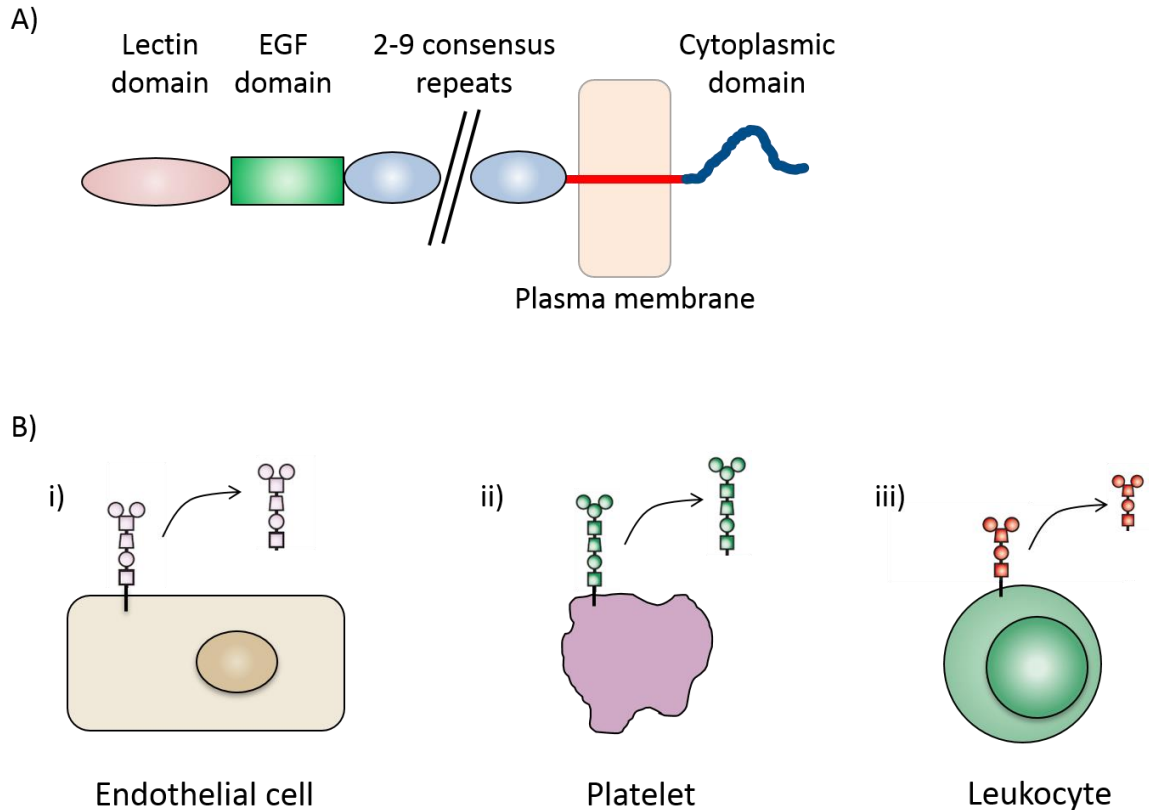 A)
Lectin
domain
EGF
domain
2-9 consensus
repeats
Cytoplasmic
domain
Plasma membrane
B)
i)
ii)
iii)
Endothelial cell
Platelet
Leukocyte